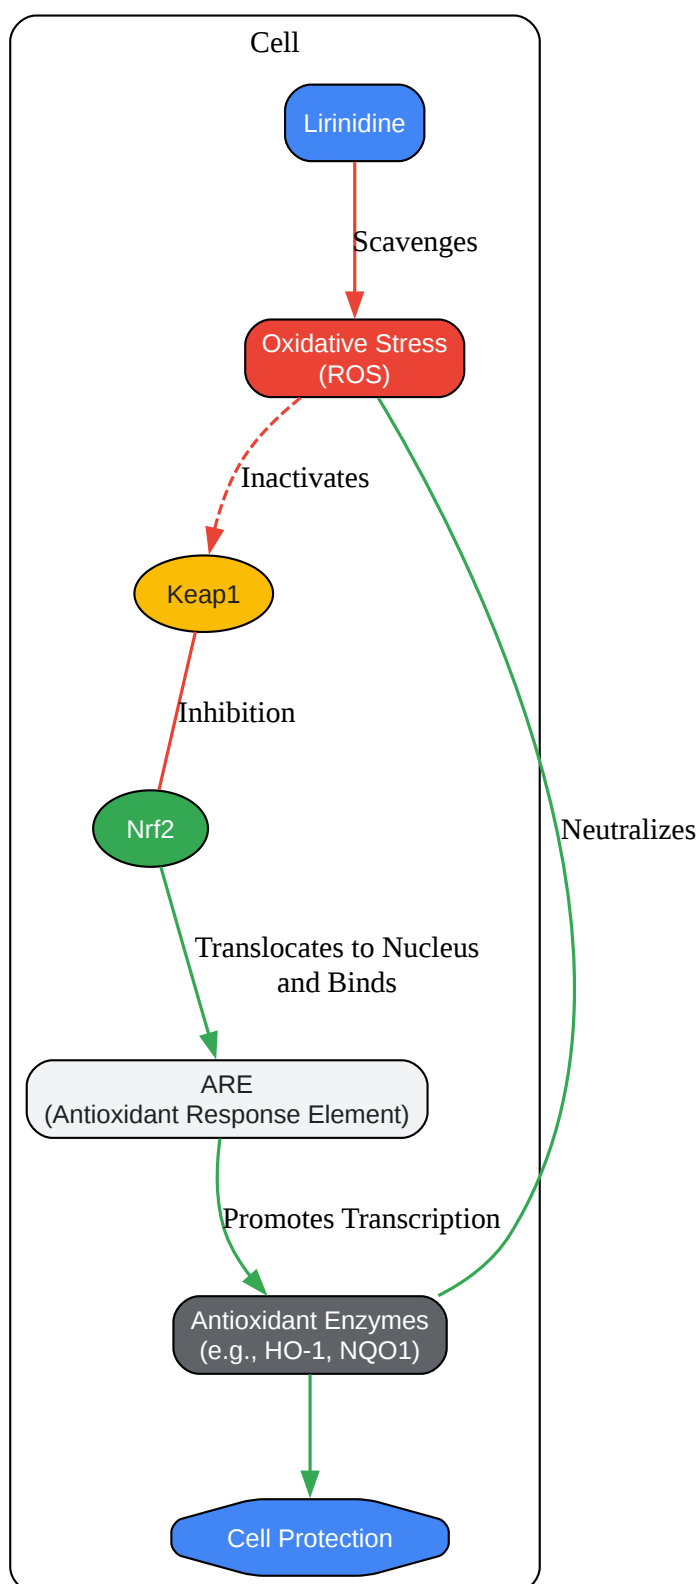 Cell
Lirinidine
Scavenges
Oxidative Stress
(ROS)
Inactivates
Keap1
Inhibition
Nrf2
Neutralizes
Translocates to Nucleus
and Binds
ARE
(Antioxidant Response Element)
Promotes Transcription
Antioxidant Enzymes
(e.g., HO-1, NQO1)
Cell Protection